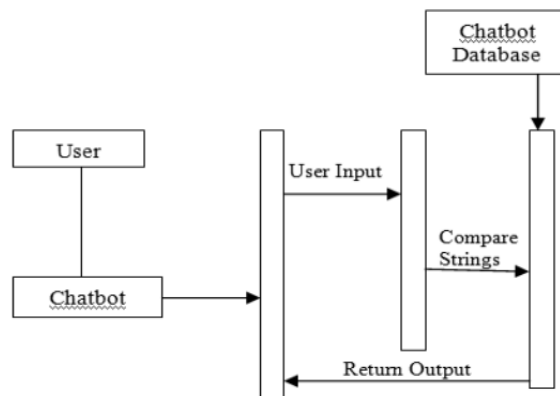 Chatbot
Database
User
User Input
Compare
Strings
Chatbot
Return Output